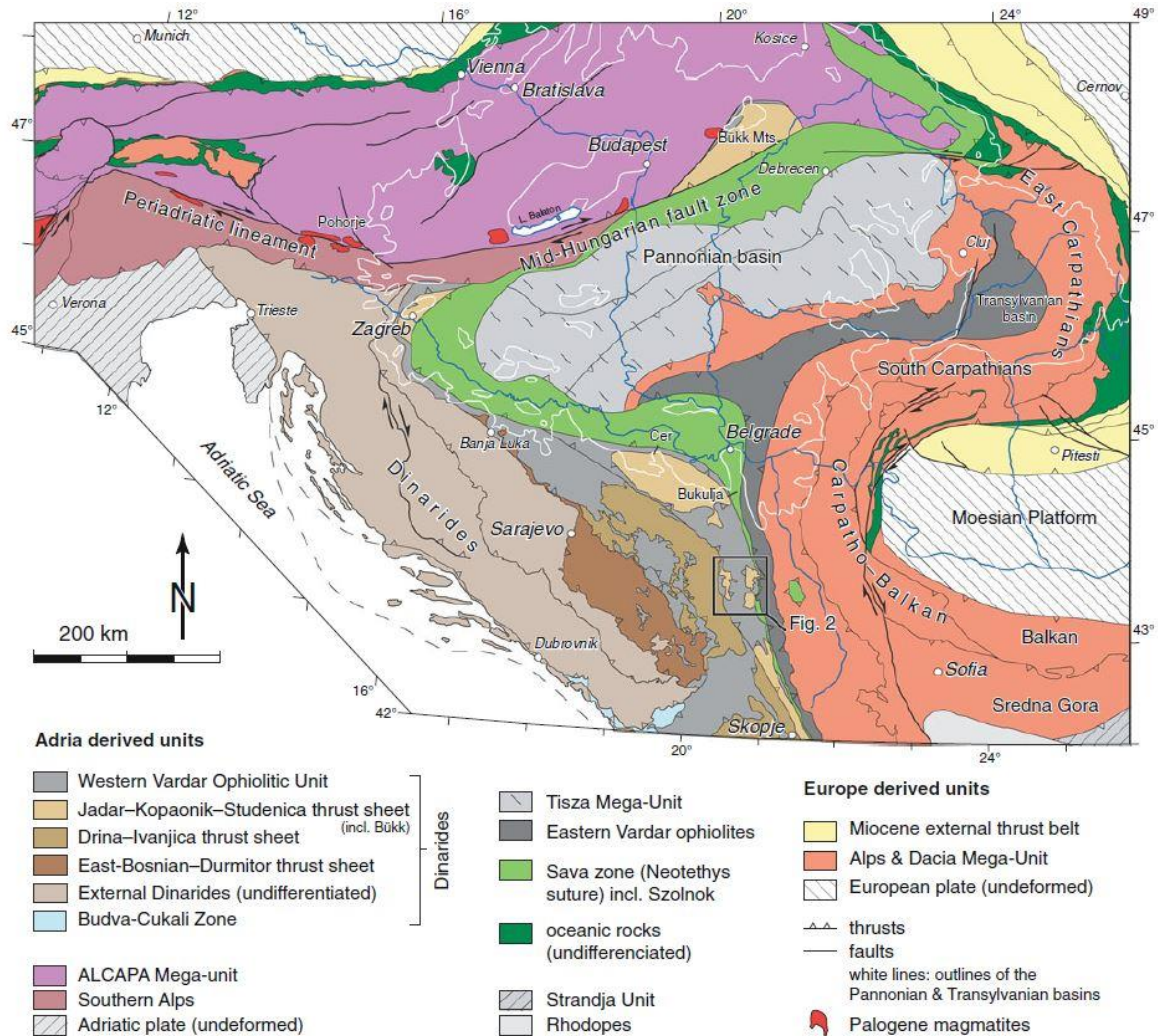 12°
16°
20°
24°
49°
Munich
Vienna
Bratislava
Kosice
Cernov
47°
Budapest
Bükk Mts.
Debrecen
East Carpathians
47°
Periadriatic lineament
Pohorje
L. Balaton
Mid-Hungarian fault zone
Pannonian basin
Cluj
Transylvanian
basin
Verona
Trieste
45°
Zagreb
South Carpathians
12°
Banja Luka
Cer
Belgrade
45°
Pitesti
Adriatic Sea
Dinarides
Bukulja
Carpatho–Balkan
Moesian Platform
Sarajevo
N
Fig. 2
Balkan
43°
200 km
Dubrovnik
Sofia
16°
Sredna Gora
42°
Skopje
20°
24°
Adria derived units
Western Vardar Ophiolitic Unit
Jadar–Kopaonik–Studenica thrust sheet
(incl. Bükk)
Drina–Ivanjica thrust sheet
East-Bosnian–Durmitor thrust sheet
External Dinarides (undifferentiated)
Budva-Cukali Zone
Dinarides
ALCAPA Mega-unit
Southern Alps
Adriatic plate (undeformed)
Tisza Mega-Unit
Eastern Vardar ophiolites
Sava zone (Neotethys
suture) incl. Szolnok
oceanic rocks
(undifferenciated)
Strandja Unit
Rhodopes
Europe derived units
Miocene external thrust belt
Alps & Dacia Mega-Unit
European plate (undeformed)
thrusts
faults
white lines: outlines of the
Pannonian & Transylvanian basins
Palogene magmatites